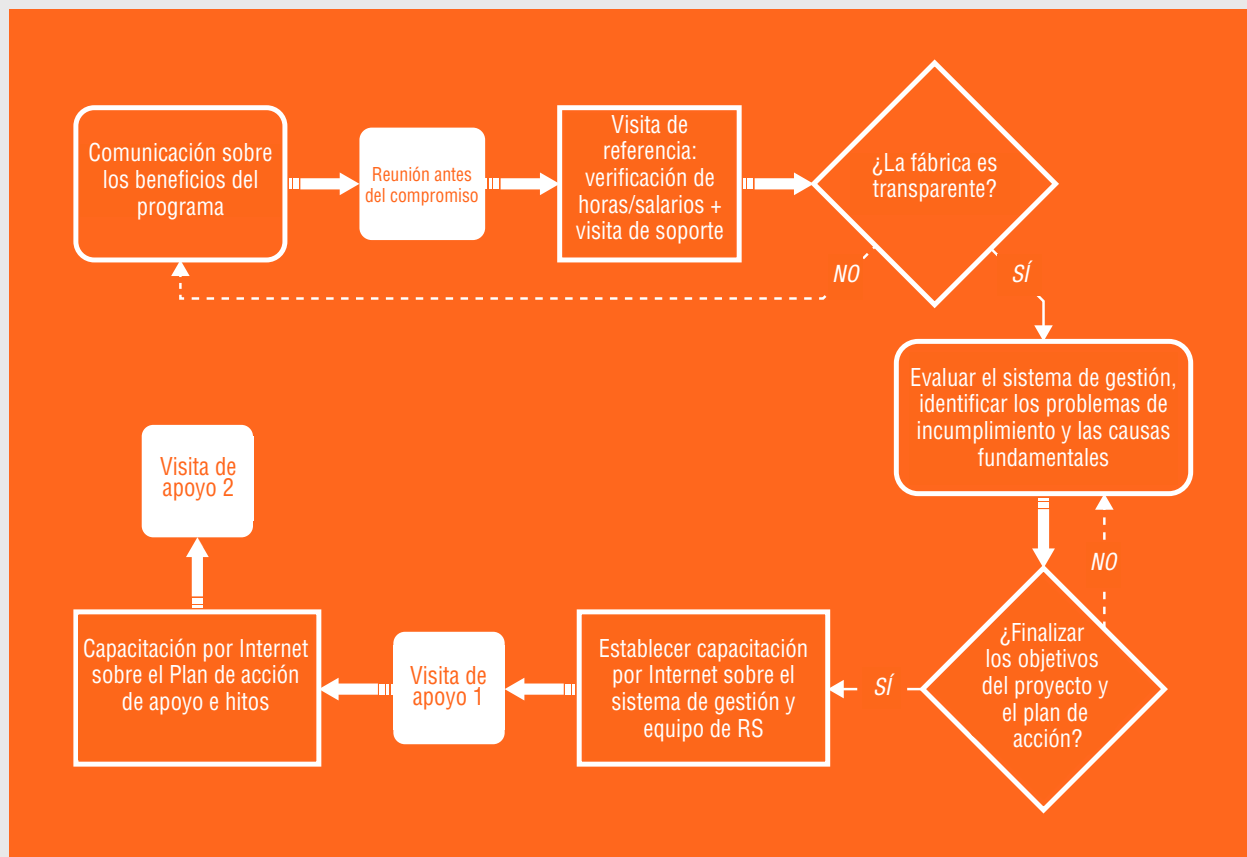 Comunicación sobre
los beneficios del
programa
Reunión antes
del compromiso
Visita de
referencia:
verificación de
horas/salarios +
visita de soporte
¿La fábrica es
transparente?
NO
SÍ
Evaluar el sistema de gestión,
identificar los problemas de
incumplimiento y las causas
fundamentales
NO
¿Finalizar
los objetivos
del proyecto y
el plan de
acción?
SÍ
Establecer capacitación
por Internet sobre el
sistema de gestión y
equipo de RS
Visita de
apoyo 1
Capacitación por Internet
sobre el Plan de acción
de apoyo e hitos
Visita de
apoyo 2